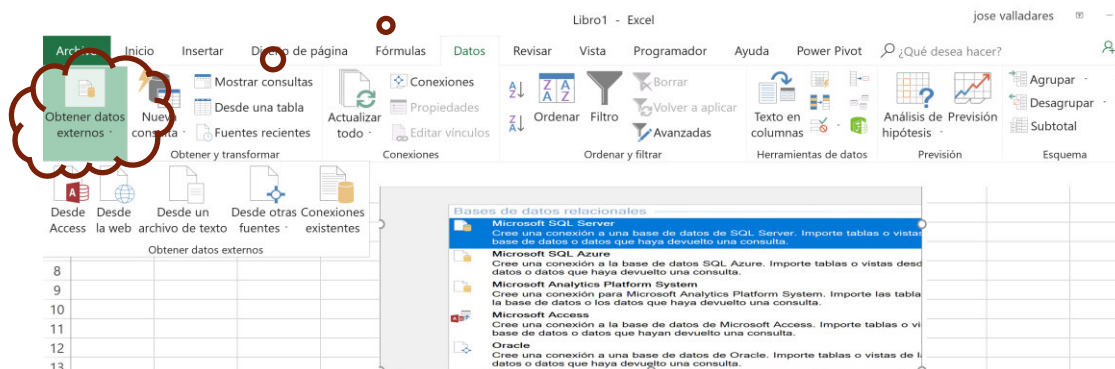 Libro1 - Excel
jose valladares
Archivo Inicio Insertar Diseño de página Fórmulas Datos Revisar Vista Programador Ayuda Power Pivot ¿Qué desea hacer?
Obtener datos externos
Nueva consulta
Mostrar consultas
Desde una tabla
Fuentes recientes
Obtener y transformar
Actualizar todo
Conexiones
Propiedades
Editar vínculos
Conexiones
Ordenar
Filtro
Borrar
Volver a aplicar
Avanzadas
Ordenar y filtrar
Texto en columnas
Herramientas de datos
Análisis de hipótesis
Previsión
Previsión
Agrupar
Desagrupar
Subtotal
Esquema
Desde Access
Desde la web
Desde un archivo de texto
Desde otras fuentes
Conexiones existentes
Obtener datos externos
8
9
10
11
12
13
Bases de datos relacionales
Microsoft SQL Server
Cree una conexión a una base de datos de SQL Server. Importe tablas o vistas
base de datos o datos que haya devuelto una consulta.
Microsoft SQL Azure
Cree una conexión a la base de datos SQL Azure. Importe tablas o vistas desd
datos o datos que haya devuelto una consulta.
Microsoft Analytics Platform System
Cree una conexión para Microsoft Analytics Platform System. Importe las tabla
la base de datos o los datos que haya devuelto una consulta.
Microsoft Access
Cree una conexión a la base de datos de Microsoft Access. Importe tablas o vi
base de datos o datos que hayan devuelto una consulta.
Oracle
Cree una conexión a una base de datos de Oracle. Importe tablas o vistas de l
datos o datos que haya devuelto una consulta.